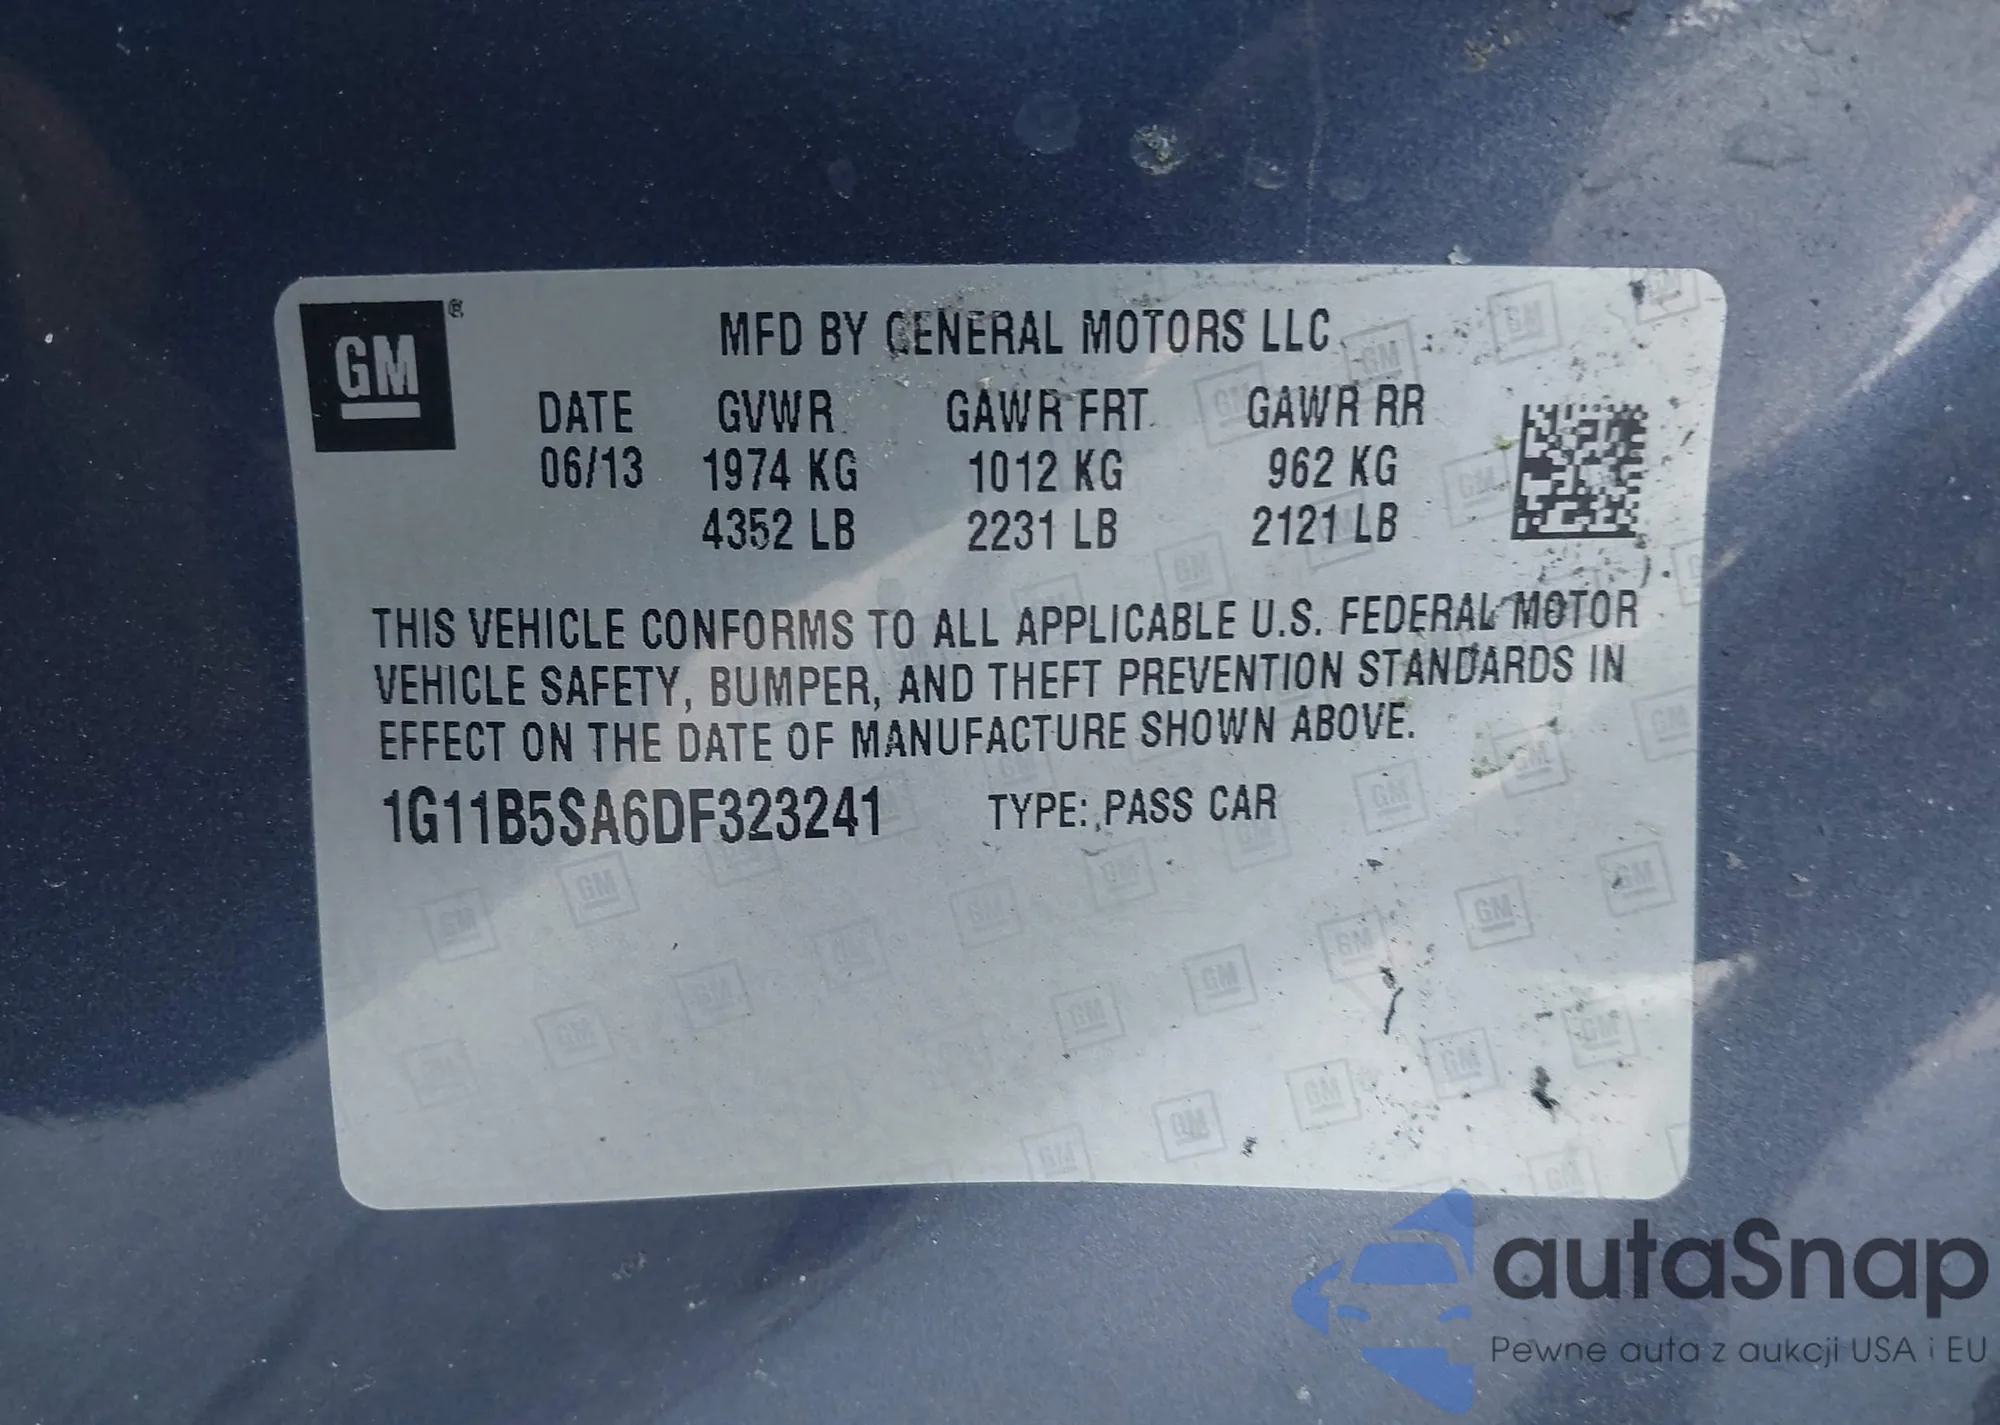 GM®
MFD BY GENERAL MOTORS LLC
DATE GVWR GAWR FRT GAWR RR
06/13 1974 KG 1012 KG 962 KG
4352 LB 2231 LB 2121 LB
THIS VEHICLE CONFORMS TO ALL APPLICABLE U.S. FEDERAL MOTOR
VEHICLE SAFETY, BUMPER, AND THEFT PREVENTION STANDARDS IN
EFFECT ON THE DATE OF MANUFACTURE SHOWN ABOVE.
1G11B5SA6DF323241 TYPE: PASS CAR
autaSnap
Pewne auta z aukcji USA i EU